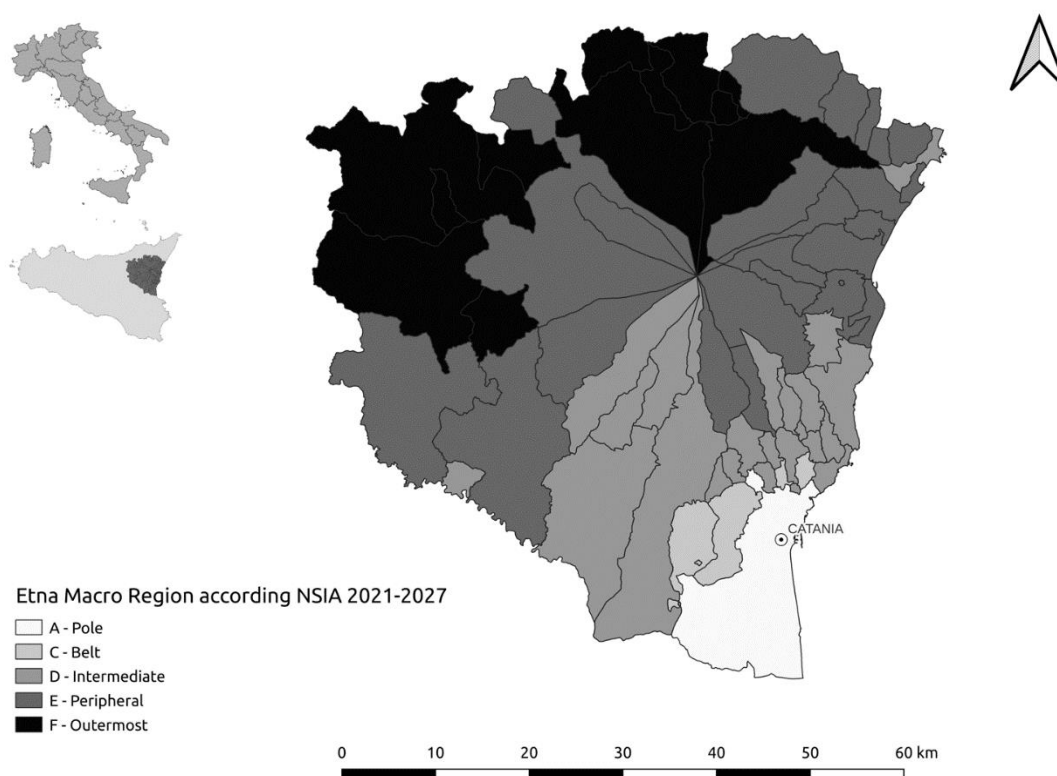 CATANIA
Etna Macro Region according NSIA 2021-2027
A - Pole
C - Belt
D - Intermediate
E - Peripheral
F - Outermost
0 10 20 30 40 50 60 km